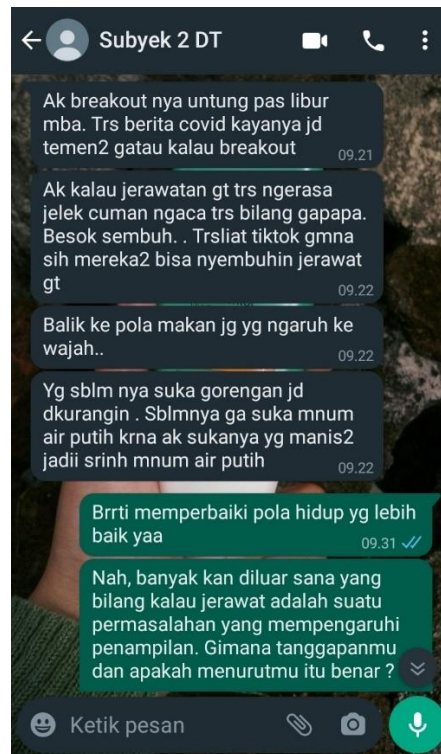 Subyek 2 DT
Ak breakout nya untung pas libur
mba. Trs berita covid kayanya jd
temen2 gatau kalau breakout
09.21
Ak kalau jerawatan gt trs ngerasa
jelek cuman ngaca trs bilang gapapa.
Besok sembuh. . Trsliat tiktok gmna
sih mereka2 bisa nyembuhin jerawat
gt
09.22
Balik ke pola makan jg yg ngaruh ke
wajah..
09.22
Yg sblm nya suka gorengan jd
dkurangin . Sblmnya ga suka mnum
air putih krna ak sukanya yg manis2
jadii srinh mnum air putih
09.22
Brrti memperbaiki pola hidup yg lebih
baik yaa
09.31
Nah, banyak kan diluar sana yang
bilang kalau jerawat adalah suatu
permasalahan yang mempengaruhi
penampilan. Gimana tanggapanmu
dan apakah menurutmu itu benar ?
Ketik pesan